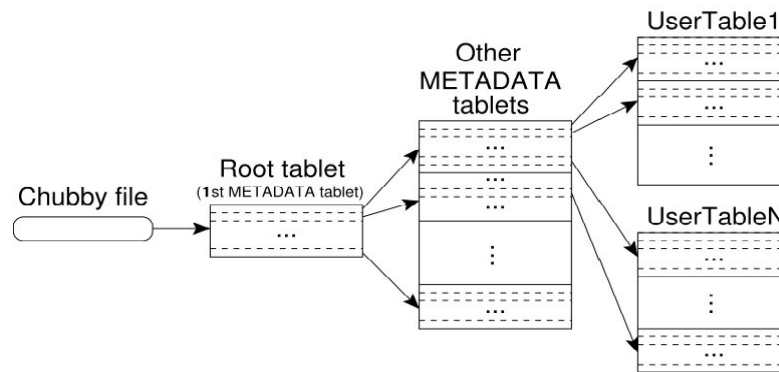 Chubby file
Root tablet
(1st METADATA tablet)
...
Other
METADATA
tablets
...
...
...
⋮
...
UserTable1
...
...
⋮
UserTableN
...
⋮
...